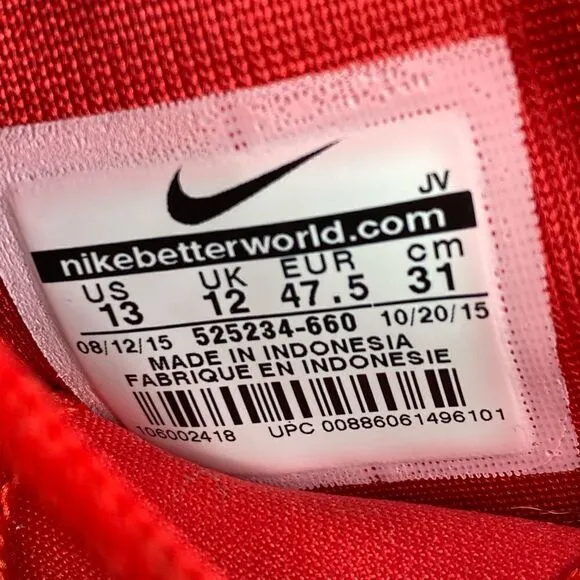 JV
nikebetterworld.com
US UK EUR cm
13 12 47.5 31
08/12/15 525234-660 10/20/15
MADE IN INDONESIA
FABRIQUE EN INDONESIE
106002418 UPC 00886061496101